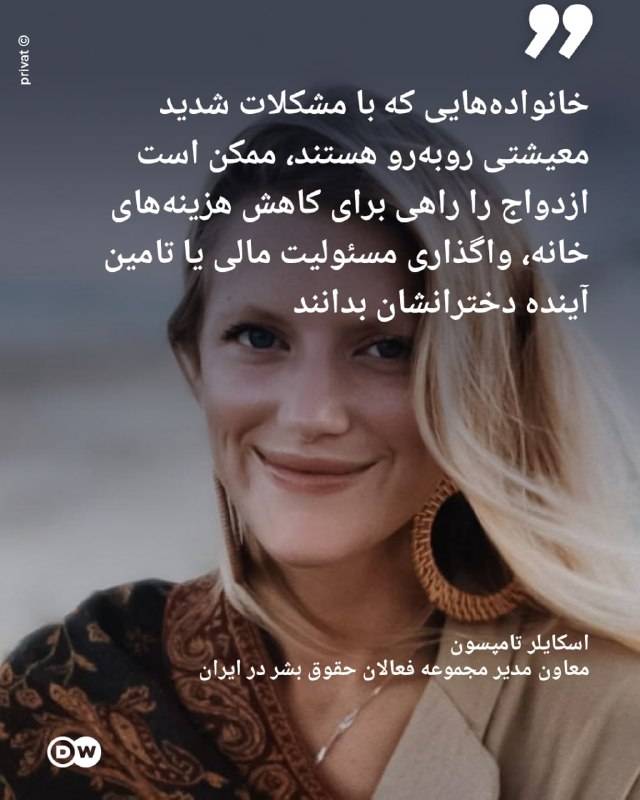 © privat
خانواده‌هایی که با مشکلات شدید
معیشتی روبه‌رو هستند، ممکن است
ازدواج را راهی برای کاهش هزینه‌های
خانه، واگذاری مسئولیت مالی یا تامین
آینده دخترانشان بدانند
اسکایلر تامپسون
معاون مدیر مجموعه فعالان حقوق بشر در ایران
DW